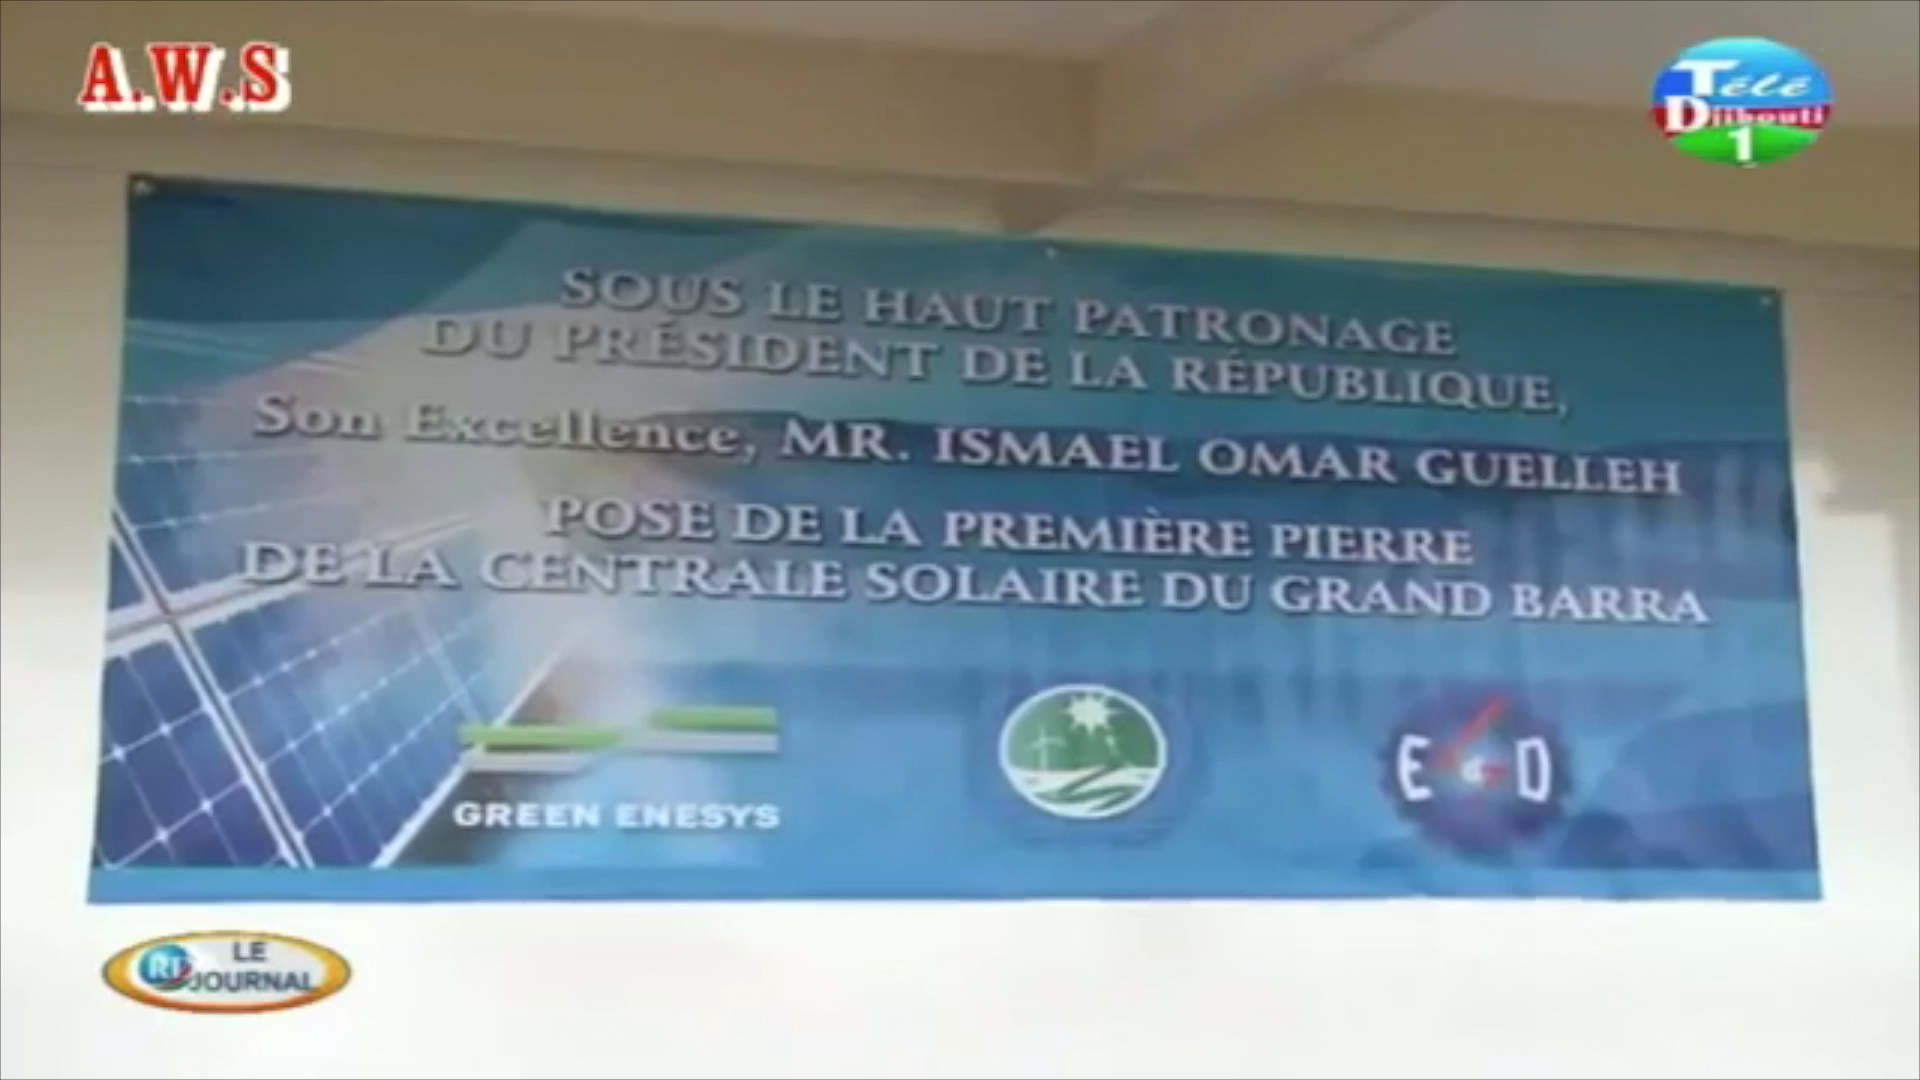 A.W.S
Télé
Djibouti
1
SOUS LE HAUT PATRONAGE
DU PRÉSIDENT DE LA RÉPUBLIQUE,
Son Excellence, MR. ISMAEL OMAR GUELLEH
POSE DE LA PREMIÈRE PIERRE
DE LA CENTRALE SOLAIRE DU GRAND BARRA
GREEN ENESYS
LE
JOURNAL